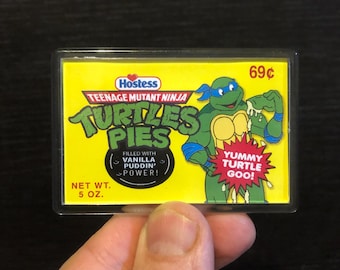 Hostess
69¢
TEENAGE MUTANT NINJA
TURTLES
PIES
FILLED WITH
VANILLA
PUDDIN'
POWER!
YUMMY
TURTLE
GOO!
NET WT.
5 OZ.